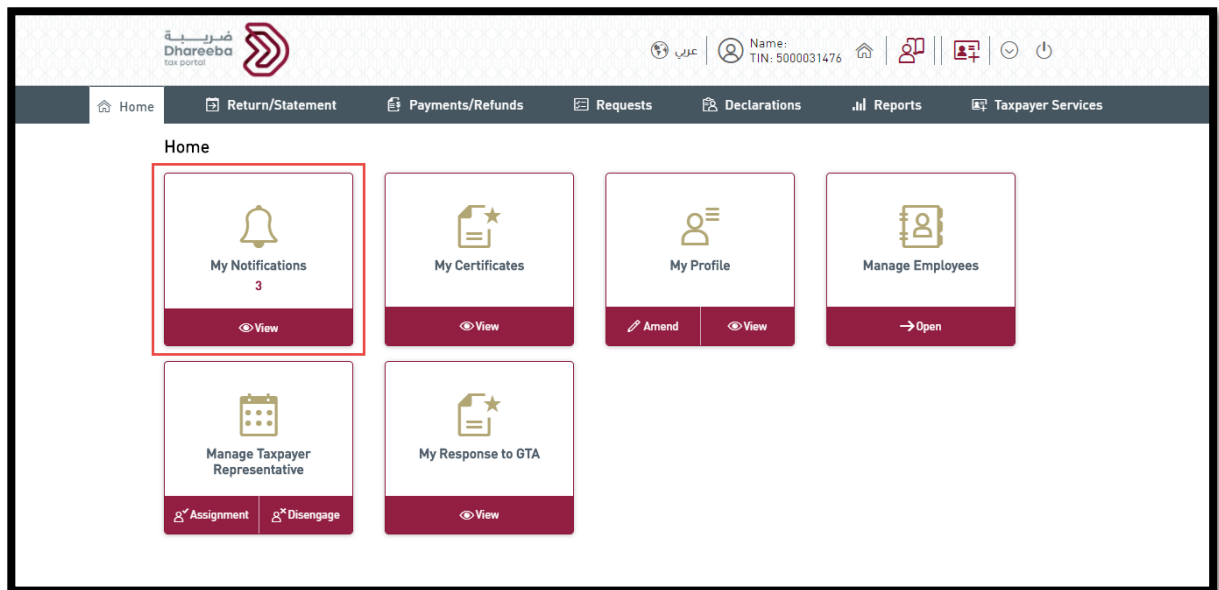 ضريبة
Dhareeba
tax portal
عربي
Name:
TIN: 5000031476
Home
Return/Statement
Payments/Refunds
Requests
Declarations
Reports
Taxpayer Services
Home
My Notifications
3
View
My Certificates
View
My Profile
Amend
View
Manage Employees
Open
Manage Taxpayer
Representative
Assignment
Disengage
My Response to GTA
View